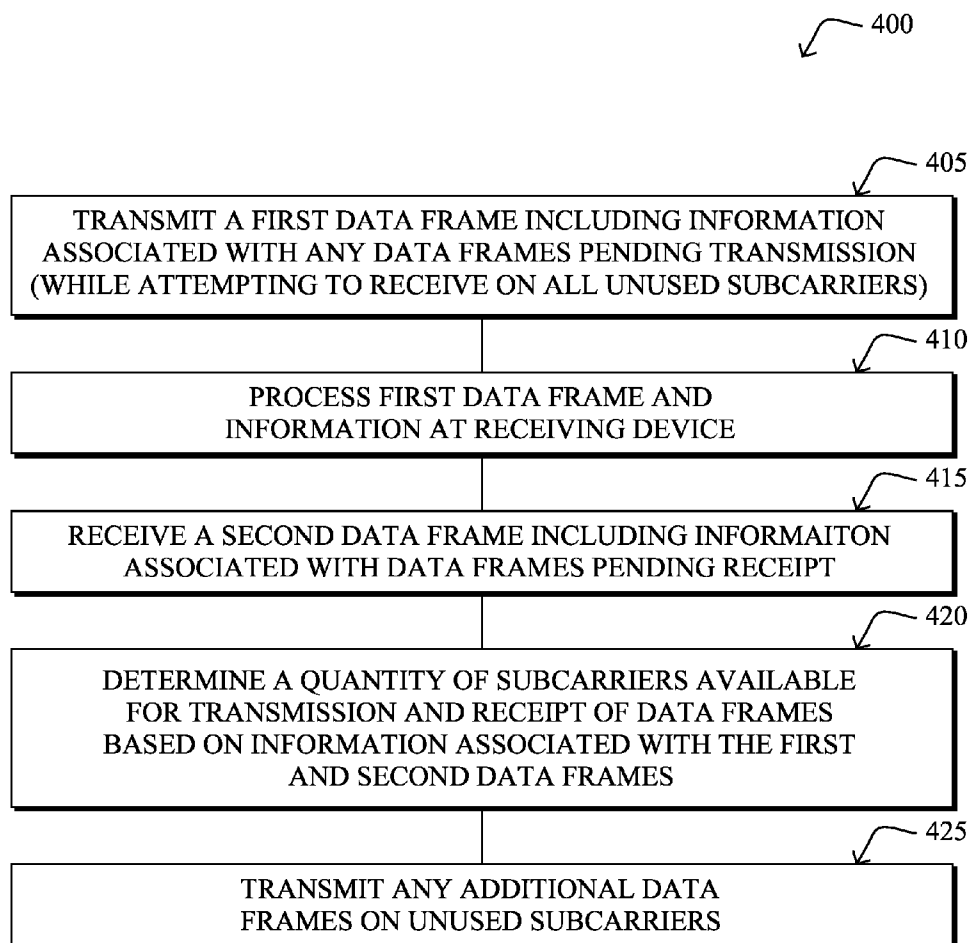 400
405
TRANSMIT A FIRST DATA FRAME INCLUDING INFORMATION
ASSOCIATED WITH ANY DATA FRAMES PENDING TRANSMISSION
(WHILE ATTEMPTING TO RECEIVE ON ALL UNUSED SUBCARRIERS)
410
PROCESS FIRST DATA FRAME AND
INFORMATION AT RECEIVING DEVICE
415
RECEIVE A SECOND DATA FRAME INCLUDING INFORMAITON
ASSOCIATED WITH DATA FRAMES PENDING RECEIPT
420
DETERMINE A QUANTITY OF SUBCARRIERS AVAILABLE
FOR TRANSMISSION AND RECEIPT OF DATA FRAMES
BASED ON INFORMATION ASSOCIATED WITH THE FIRST
AND SECOND DATA FRAMES
425
TRANSMIT ANY ADDITIONAL DATA
FRAMES ON UNUSED SUBCARRIERS